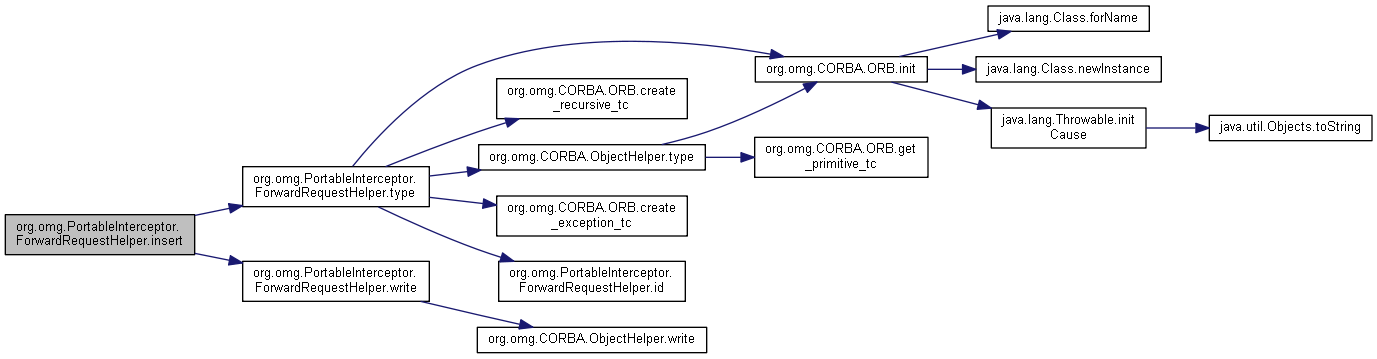 org.omg.PortableInterceptor.
ForwardRequestHelper.insert
org.omg.PortableInterceptor.
ForwardRequestHelper.type
org.omg.PortableInterceptor.
ForwardRequestHelper.write
org.omg.CORBA.ORB.create
_recursive_tc
org.omg.CORBA.ObjectHelper.type
org.omg.CORBA.ORB.create
_exception_tc
org.omg.PortableInterceptor.
ForwardRequestHelper.id
org.omg.CORBA.ObjectHelper.write
org.omg.CORBA.ORB.init
org.omg.CORBA.ORB.get
_primitive_tc
java.lang.Class.forName
java.lang.Class.newInstance
java.lang.Throwable.init
Cause
java.util.Objects.toString